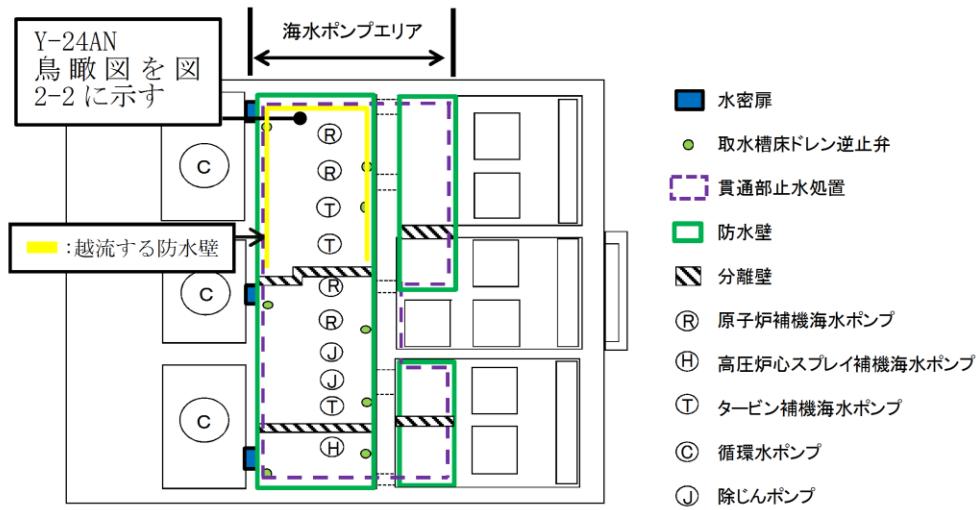 海水ポンプエリア
Y-24AN
鳥瞰図を図
2-2に示す
:越流する防水壁
C
C
C
R
R
T
T
R
R
J
J
T
H
水密扉
取水槽床ドレン逆止弁
貫通部止水処置
防水壁
分離壁
R 原子炉補機海水ポンプ
H 高圧炉心スプレイ補機海水ポンプ
T タービン補機海水ポンプ
C 循環水ポンプ
J 除じんポンプ